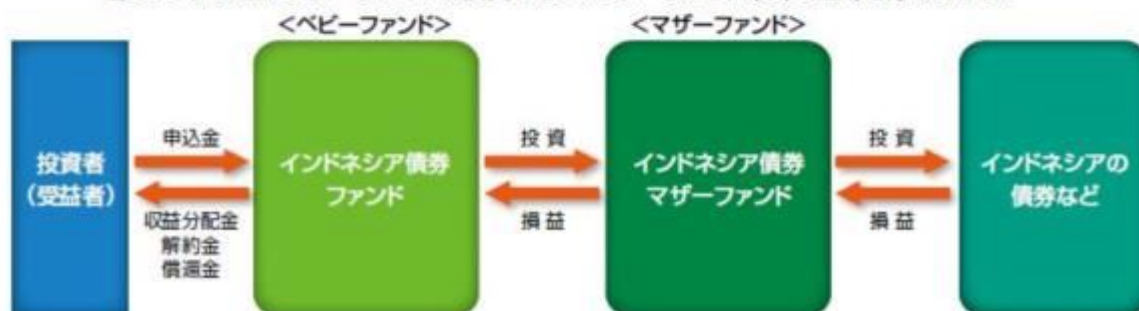 <ベビーファンド>
<マザーファンド>
投資者
(受益者)
申込金
収益分配金
解約金
償還金
インドネシア債券
ファンド
投資
損益
インドネシア債券
マザーファンド
投資
損益
インドネシアの
債券など